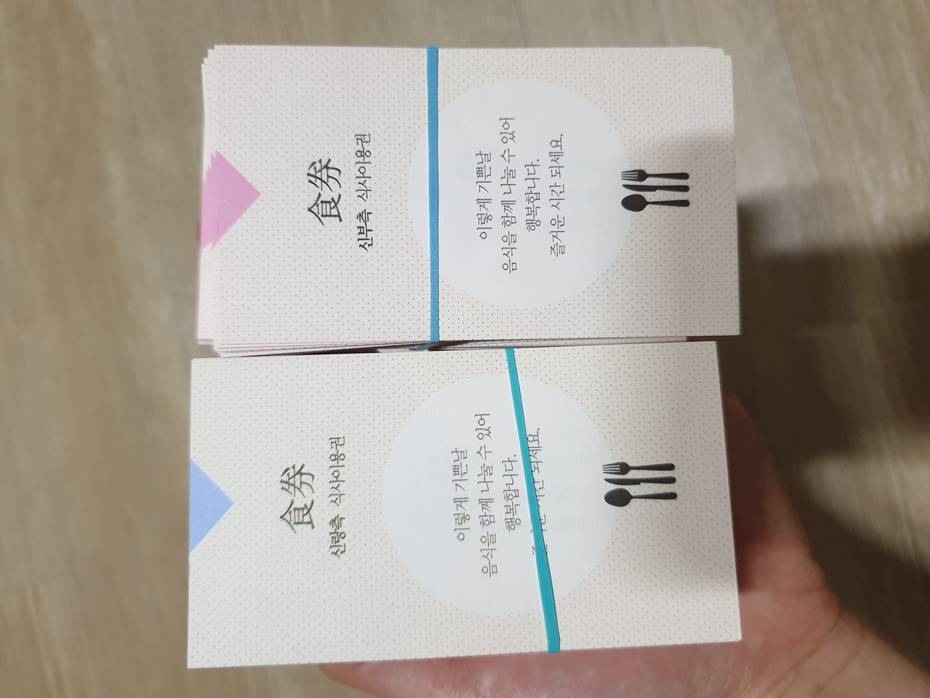 食券
신부측 식사이용권
이렇게 기쁜날
음식을 함께 나눌 수 있어
행복합니다.
즐거운 시간 되세요.
食券
신랑측 식사이용권
이렇게 기쁜날
음식을 함께 나눌 수 있어
행복합니다.
되세요.